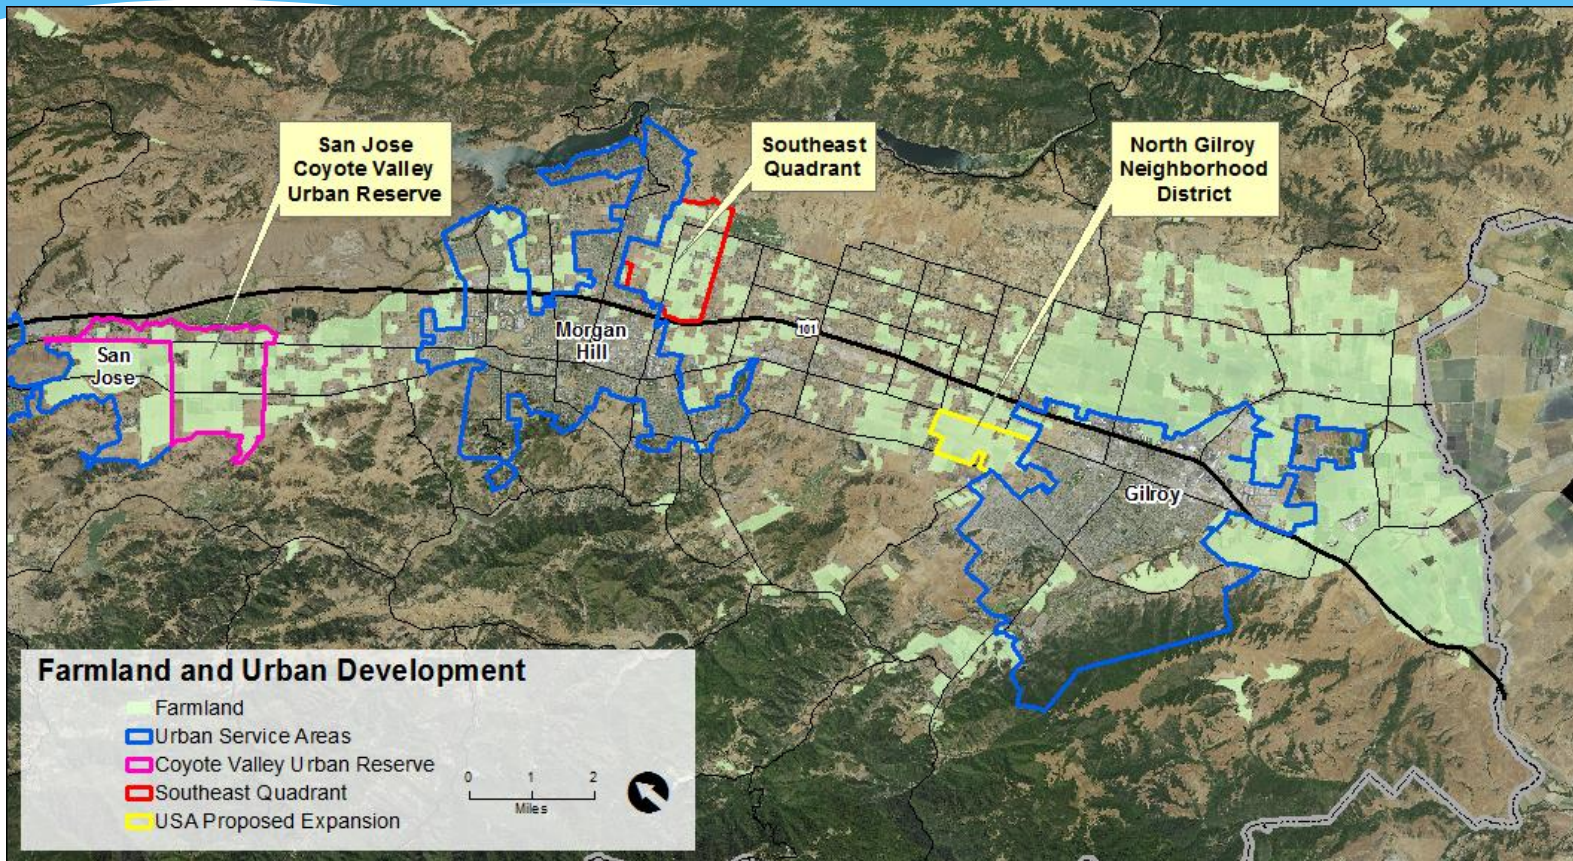 San Jose
Coyote Valley
Urban Reserve
Southeast
Quadrant
North Gilroy
Neighborhood
District
San
Jose
Morgan
Hill
101
Gilroy
Farmland and Urban Development
Farmland
Urban Service Areas
Coyote Valley Urban Reserve
Southeast Quadrant
USA Proposed Expansion
0 1 2
Miles